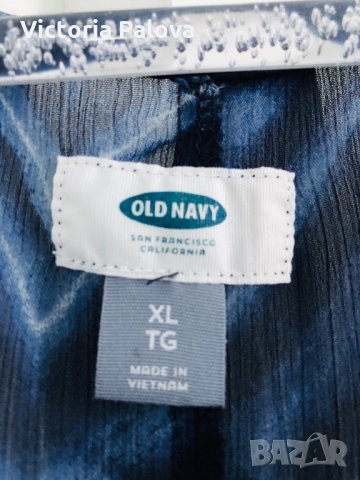 Victoria Palova
OLD NAVY
SAN FRANCISCO
CALIFORNIA
XL
TG
MADE IN
VIETNAM
BAZAR